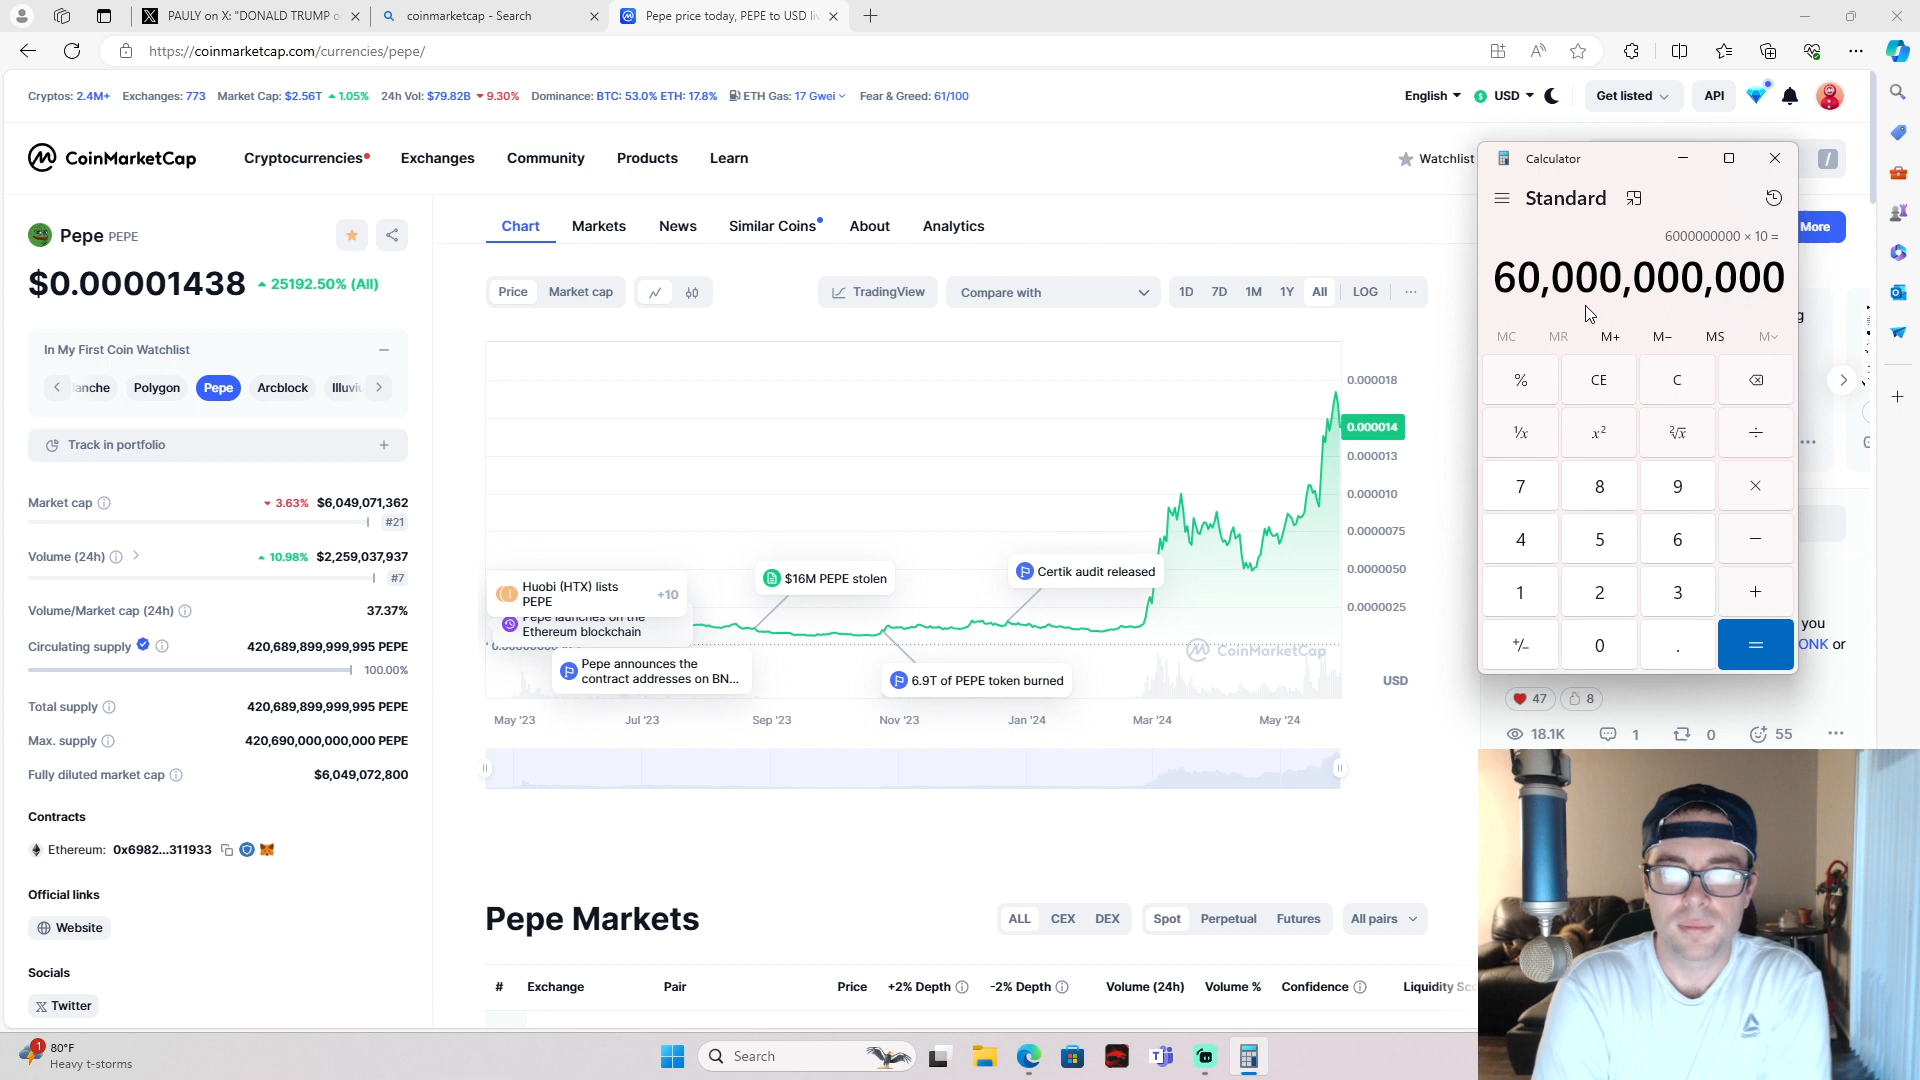 PAULY on X: "DONALD TRUMP o
coinmarketcap - Search
Pepe price today, PEPE to USD li
https://coinmarketcap.com/currencies/pepe/
Cryptos: 2.4M+ Exchanges: 773 Market Cap: $2.56T 1.05% 24h Vol: $79.82B 9.30% Dominance: BTC: 53.0% ETH: 17.8% ETH Gas: 17 Gwei Fear & Greed: 61/100
English USD Get listed API
CoinMarketCap
Cryptocurrencies Exchanges Community Products Learn
Watchlist
/
Pepe PEPE
$0.00001438 25192.50% (All)
In My First Coin Watchlist
anche Polygon Pepe Arcblock Illuvi
Track in portfolio +
Market cap 3.63% $6,049,071,362
#21
Volume (24h) 10.98% $2,259,037,937
#7
Volume/Market cap (24h) 37.37%
Circulating supply 420,689,899,999,995 PEPE
100.00%
Total supply 420,689,899,999,995 PEPE
Max. supply 420,690,000,000,000 PEPE
Fully diluted market cap $6,049,072,800
Contracts
Ethereum: 0x6982...311933
Official links
Website
Socials
Twitter
Chart Markets News Similar Coins About Analytics
Price Market cap
TradingView Compare with 1D 7D 1M 1Y All LOG ...
0.000018
0.000014
0.000013
0.000010
0.0000075
0.0000050
0.0000025
USD
Huobi (HTX) lists
PEPE +10
Pepe launches on the
Ethereum blockchain
Pepe announces the
contract addresses on BN...
$16M PEPE stolen
6.9T of PEPE token burned
Certik audit released
CoinMarketCap
May '23 Jul '23 Sep '23 Nov '23 Jan '24 Mar '24 May '24
Pepe Markets
ALL CEX DEX Spot Perpetual Futures All pairs
# Exchange Pair Price +2% Depth -2% Depth Volume (24h) Volume % Confidence Liquidity Sc
Calculator
Standard
6000000000 × 10 =
60,000,000,000
MC MR M+ M− MS M
% CE C
1/x x² ²√x ÷
7 8 9 ×
4 5 6 −
1 2 3 +
+/− 0 . =
More
g
you
ONK or
47 8
18.1K 1 0 55
1
80°F
Heavy t-storms
Search